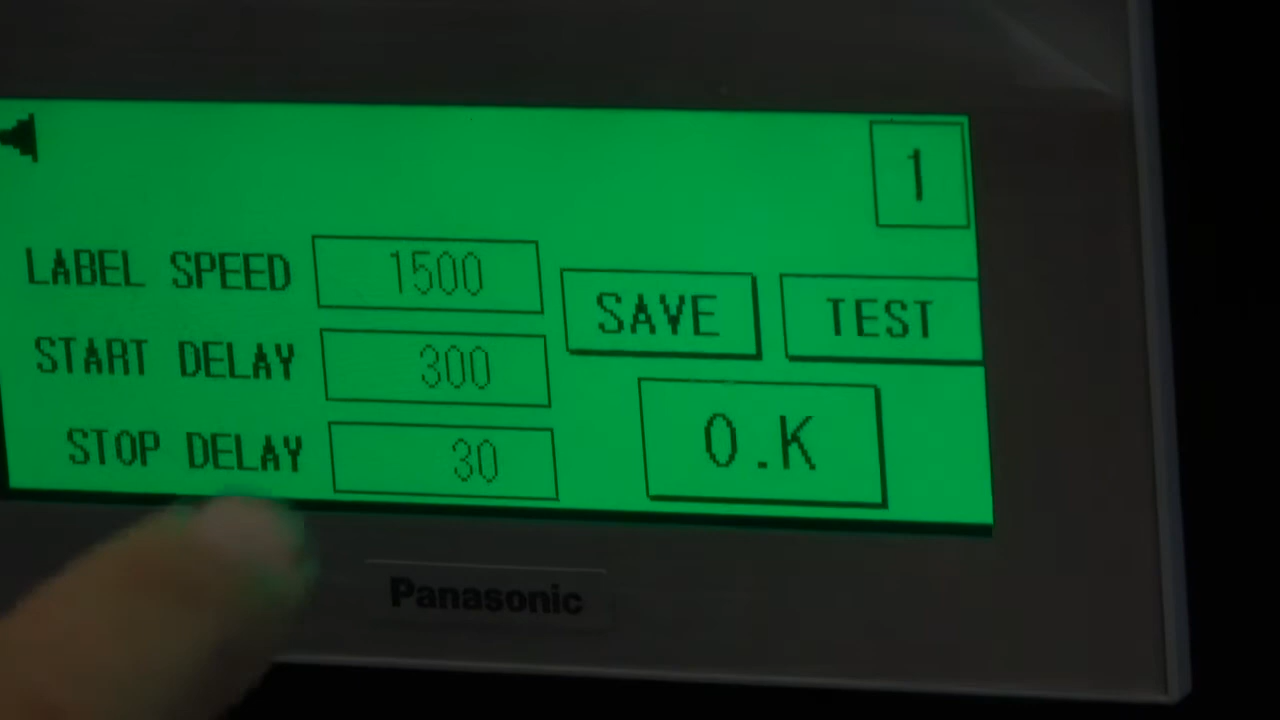 1
LABEL SPEED 1500
START DELAY 300
STOP DELAY 30
SAVE
TEST
O.K
Panasonic